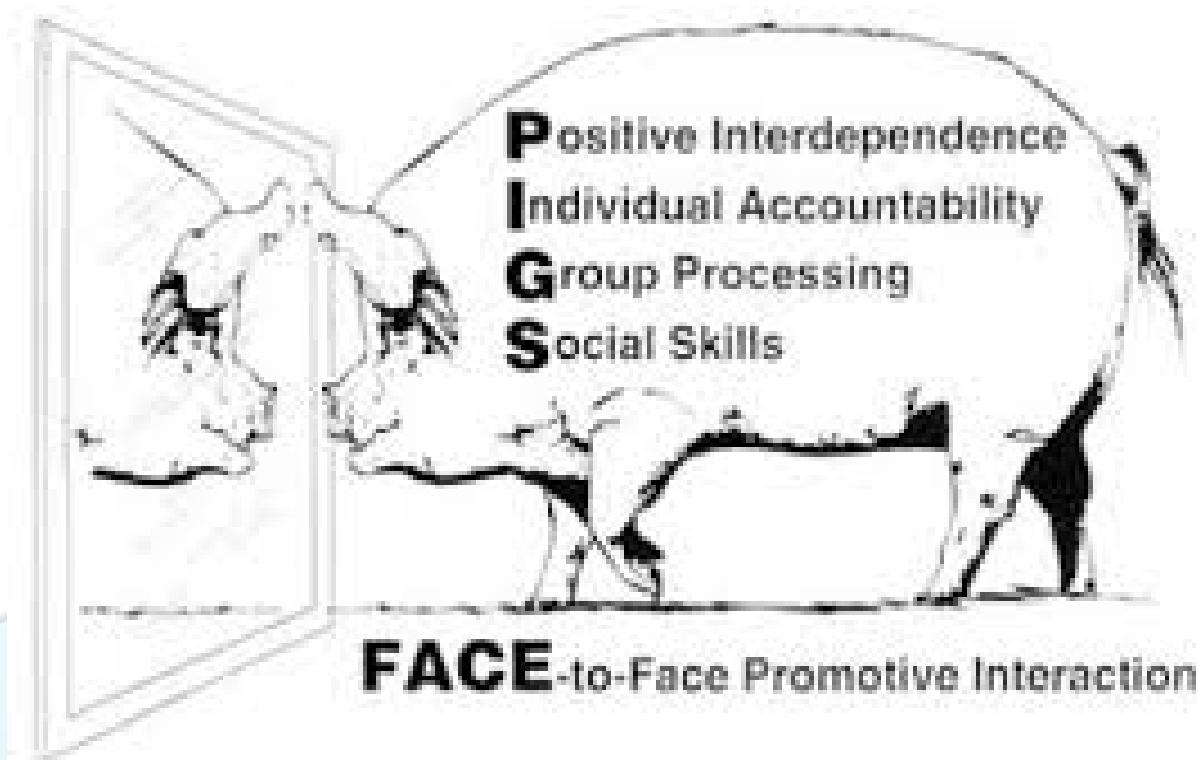 Positive Interdependence
Individual Accountability
Group Processing
Social Skills
FACE-to-Face Promotive Interaction